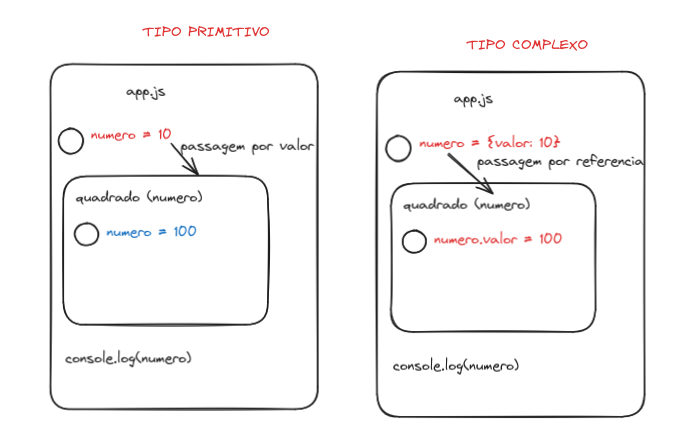 TIPO PRIMITIVO
app.js
numero = 10
passagem por valor
quadrado (numero)
numero = 100
console.log(numero)
TIPO COMPLEXO
app.js
numero = {valor: 10}
passagem por referencia
quadrado (numero)
numero.valor = 100
console.log(numero)